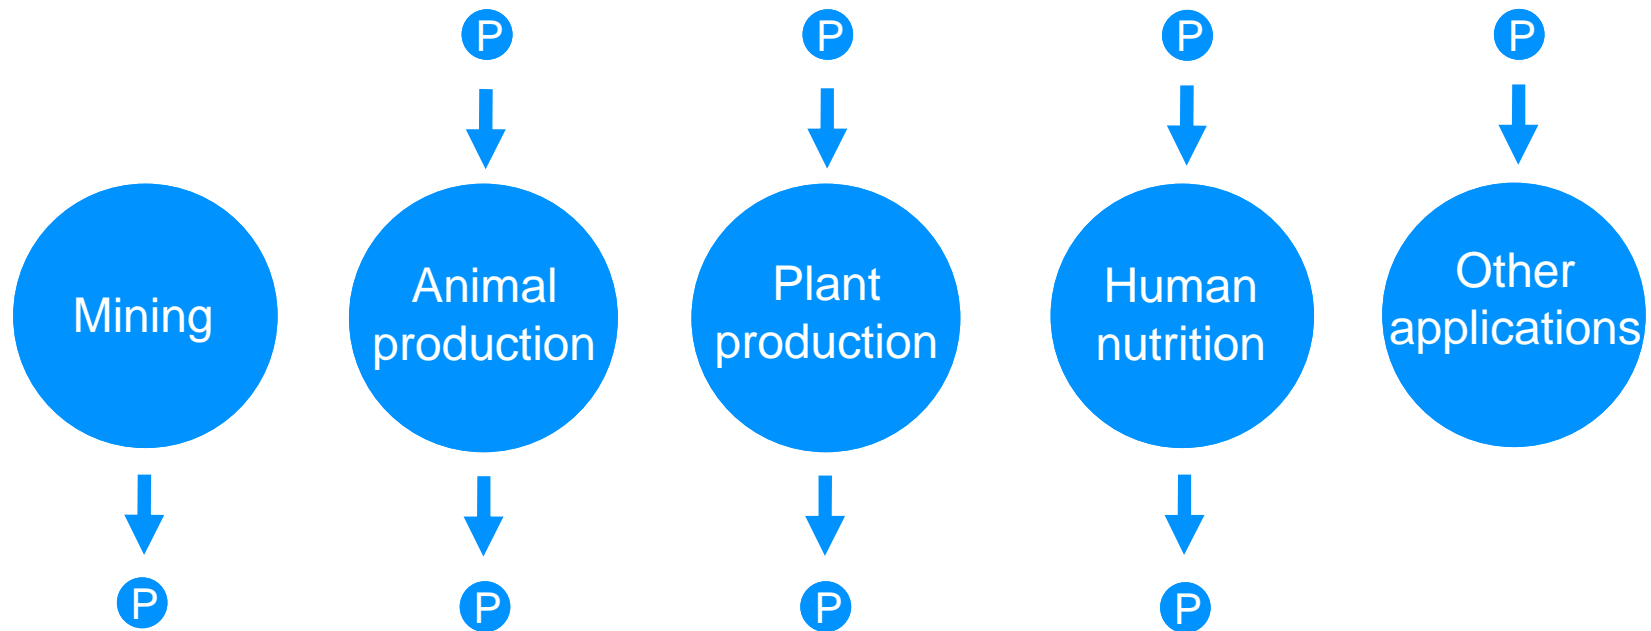 P
P
P
P
Mining
Animal
production
Plant
production
Human
nutrition
Other
applications
P
P
P
P